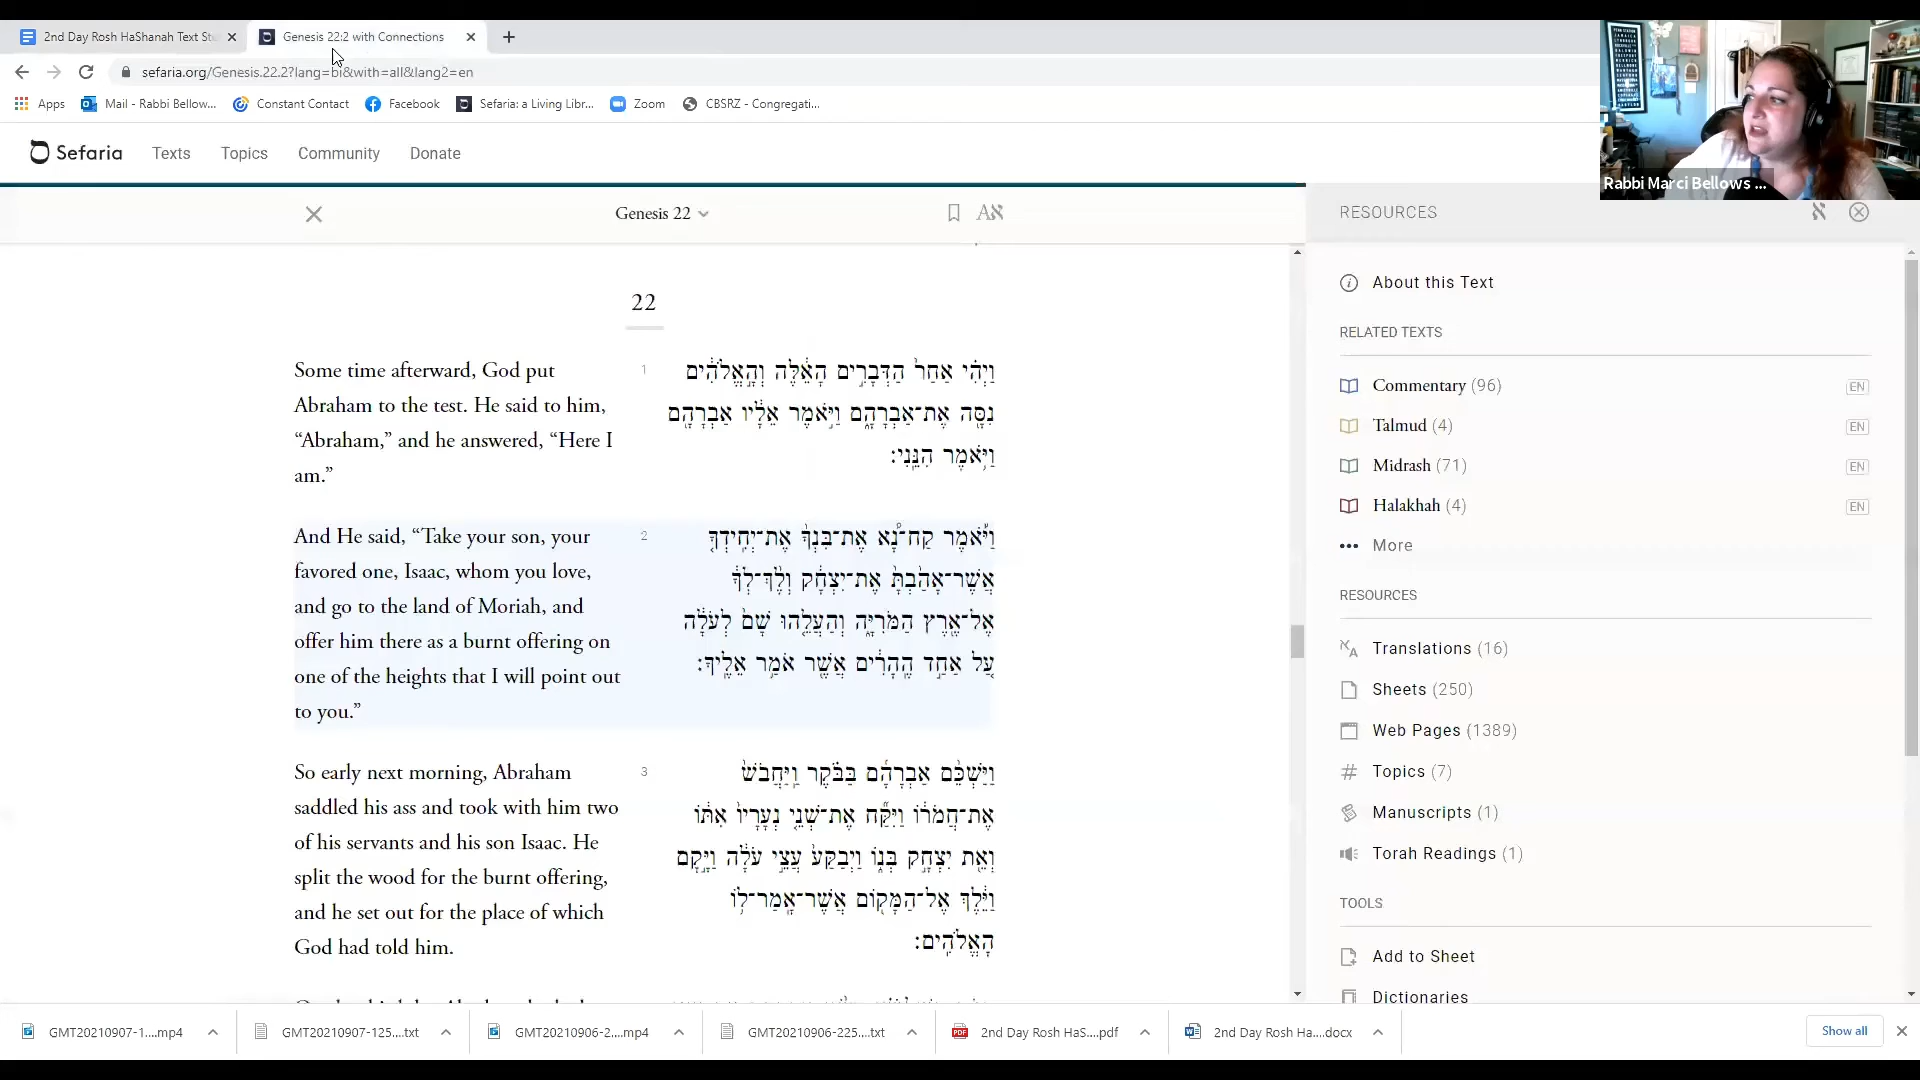 2nd Day Rosh HaShanah Text St
Genesis 22:2 with Connections
sefaria.org/Genesis.22.2?lang=bi&with=all&lang2=en
Apps
Mail - Rabbi Bellow...
Constant Contact
Facebook
Sefaria: a Living Libr...
Zoom
CBSRZ - Congregati...
Rabbi Marci Bellows ...
Sefaria
Texts
Topics
Community
Donate
Genesis 22
Aא
22
Some time afterward, God put
Abraham to the test. He said to him,
“Abraham,” and he answered, “Here I
am.”
1
וַיְהִ֗י אַחַר֙ הַדְּבָרִ֣ים הָאֵ֔לֶּה וְהָ֣אֱלֹהִ֔ים
נִסָּ֖ה אֶת־אַבְרָהָ֑ם וַיֹּ֣אמֶר אֵלָ֔יו אַבְרָהָ֖ם
וַיֹּ֥אמֶר הִנֵּֽנִי׃
And He said, “Take your son, your
favored one, Isaac, whom you love,
and go to the land of Moriah, and
offer him there as a burnt offering on
one of the heights that I will point out
to you.”
2
וַיֹּ֡אמֶר קַח־נָ֠א אֶת־בִּנְךָ֨ אֶת־יְחִֽידְךָ֤
אֲשֶׁר־אָהַ֙בְתָּ֙ אֶת־יִצְחָ֔ק וְלֶ֨ךְ־לְךָ֔
אֶל־אֶ֖רֶץ הַמֹּרִיָּ֑ה וְהַעֲלֵ֤הוּ שָׁם֙ לְעֹלָ֔ה
עַ֚ל אַחַ֣ד הֶֽהָרִ֔ים אֲשֶׁ֖ר אֹמַ֥ר אֵלֶֽיךָ׃
So early next morning, Abraham
saddled his ass and took with him two
of his servants and his son Isaac. He
split the wood for the burnt offering,
and he set out for the place of which
God had told him.
3
וַיַּשְׁכֵּ֨ם אַבְרָהָ֜ם בַּבֹּ֗קֶר וַֽיַּחֲבֹשׁ֙
אֶת־חֲמֹר֔וֹ וַיִּקַּ֞ח אֶת־שְׁנֵ֤י נְעָרָיו֙ אִתּ֔וֹ
וְאֵ֖ת יִצְחָ֣ק בְּנ֑וֹ וַיְבַקַּע֙ עֲצֵ֣י עֹלָ֔ה וַיָּ֣קׇם
וַיֵּ֔לֶךְ אֶל־הַמָּק֖וֹם אֲשֶׁר־אָֽמַר־ל֥וֹ
הָאֱלֹהִֽים׃
RESOURCES
About this Text
RELATED TEXTS
Commentary (96) EN
Talmud (4) EN
Midrash (71) EN
Halakhah (4) EN
More
RESOURCES
Translations (16)
Sheets (250)
Web Pages (1389)
Topics (7)
Manuscripts (1)
Torah Readings (1)
TOOLS
Add to Sheet
Dictionaries
GMT20210907-1....mp4
GMT20210907-125....txt
GMT20210906-2....mp4
GMT20210906-225....txt
2nd Day Rosh HaS....pdf
2nd Day Rosh Ha....docx
Show all